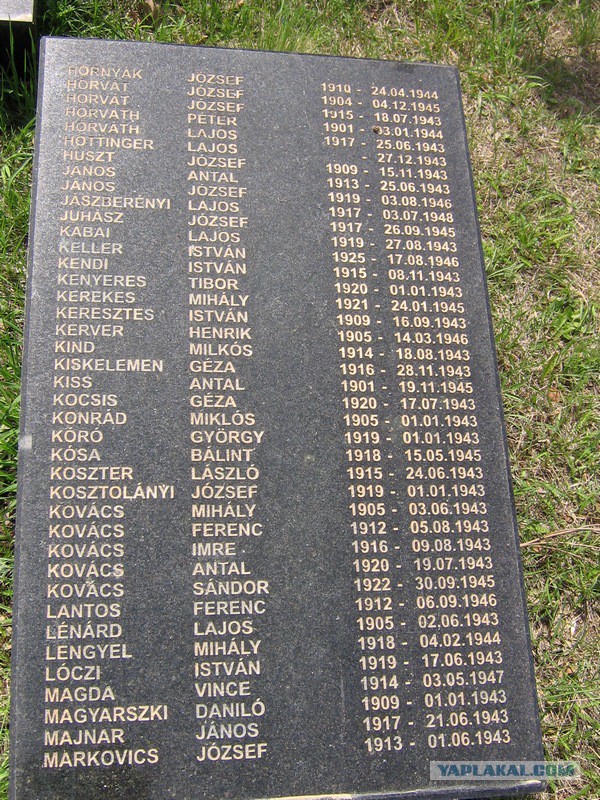 HORNYÁK JÓZSEF 1910 - 24.04.1944
HORVÁT JÓZSEF 1904 - 04.12.1945
HORVÁT JÓZSEF 1915 - 18.07.1943
HORVÁTH PÉTER 1901 - 03.01.1944
HORVÁTH LAJOS 1917 - 25.06.1943
HOTTINGER LAJOS - 27.12.1943
HUSZT JÓZSEF 1909 - 15.11.1943
JÁNOS ANTAL 1913 - 25.06.1943
JÁNOS JÓZSEF 1919 - 03.08.1946
JÁSZBERÉNYI LAJOS 1917 - 03.07.1948
JUHÁSZ JÓZSEF 1917 - 26.09.1945
KABAI LAJOS 1919 - 27.08.1943
KELLER ISTVÁN 1925 - 17.08.1946
KENDI ISTVÁN 1915 - 08.11.1943
KENYERES TIBOR 1920 - 01.01.1943
KEREKES MIHÁLY 1921 - 24.01.1945
KERESZTES ISTVÁN 1909 - 16.09.1943
KERVER HENRIK 1905 - 14.03.1946
KIND MILKÓS 1914 - 18.08.1943
KISKELEMEN GÉZA 1916 - 28.11.1943
KISS ANTAL 1901 - 19.11.1945
KOCSIS GÉZA 1920 - 17.07.1943
KONRÁD MIKLÓS 1905 - 01.01.1943
KÓRÓ GYÖRGY 1919 - 01.01.1943
KÓSA BÁLINT 1918 - 15.05.1945
KOSZTER LÁSZLÓ 1915 - 24.06.1943
KOSZTOLÁNYI JÓZSEF 1919 - 01.01.1943
KOVÁCS MIHÁLY 1905 - 03.06.1943
KOVÁCS FERENC 1912 - 05.08.1943
KOVÁCS IMRE 1916 - 09.08.1943
KOVÁCS ANTAL 1920 - 19.07.1943
KOVÁCS SÁNDOR 1922 - 30.09.1945
LANTOS FERENC 1912 - 06.09.1946
LÉNÁRD LAJOS 1905 - 02.06.1943
LENGYEL MIHÁLY 1918 - 04.02.1944
LÓCZI ISTVÁN 1919 - 17.06.1943
MAGDA VINCE 1914 - 03.05.1947
MAGYARSZKI DANILÓ 1909 - 01.01.1943
MAJNAR JÁNOS 1917 - 21.06.1943
MARKOVICS JÓZSEF 1913 - 01.06.1943
YAPLAKAL.COM